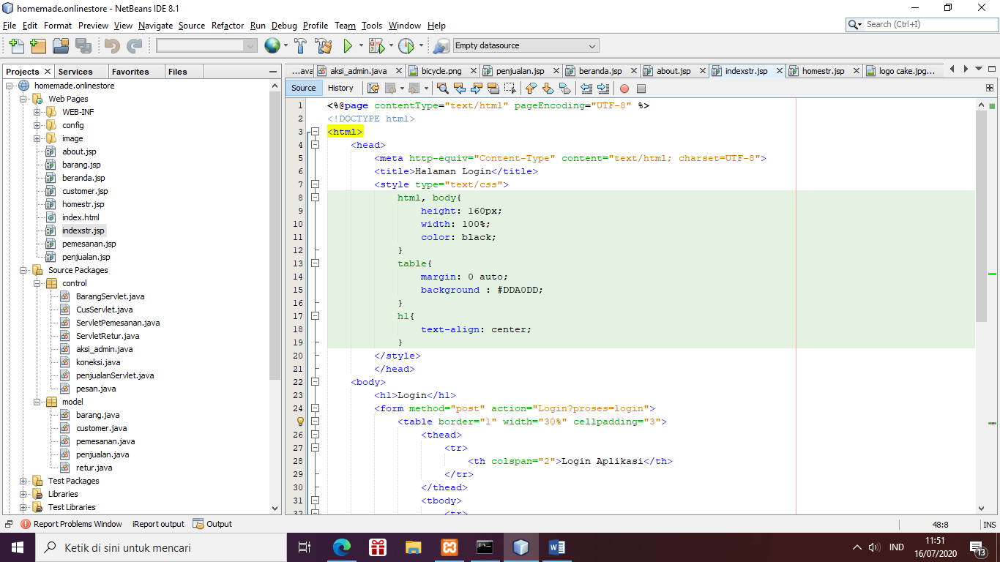 homemade.onlinestore - NetBeans IDE 8.1
File Edit Format Preview View Navigate Source Refactor Run Debug Profile Team Tools Window Help
Search (Ctrl+I)
Empty datasource
Projects Services Favorites Files
...ava aksi_admin.java bicycle.png penjualan.jsp beranda.jsp about.jsp indexstr.jsp homestr.jsp logo cake.jpg...
homemade.onlinestore
Web Pages
WEB-INF
config
image
about.jsp
barang.jsp
beranda.jsp
customer.jsp
homestr.jsp
index.html
indexstr.jsp
pemesanan.jsp
penjualan.jsp
Source Packages
control
BarangServlet.java
CusServlet.java
ServletPemesanan.java
ServletRetur.java
aksi_admin.java
koneksi.java
penjualanServlet.java
pesan.java
model
barang.java
customer.java
pemesanan.java
penjualan.java
retur.java
Test Packages
Libraries
Test Libraries
Source History
1 <%@page contentType="text/html" pageEncoding="UTF-8" %>
2 <!DOCTYPE html>
3 <html>
4 <head>
5 <meta http-equiv="Content-Type" content="text/html; charset=UTF-8">
6 <title>Halaman Login</title>
7 <style type="text/css">
8 html, body{
9 height: 160px;
10 width: 100%;
11 color: black;
12 }
13 table{
14 margin: 0 auto;
15 background : #DDA0DD;
16 }
17 h1{
18 text-align: center;
19 }
20 </style>
21 </head>
22 <body>
23 <h1>Login</h1>
24 <form method="post" action="Login?proses=login">
<table border="1" width="30%" cellpadding="3">
26 <thead>
27 <tr>
28 <th colspan="2">Login Aplikasi</th>
29 </tr>
30 </thead>
31 <tbody>
32 <tr>
Report Problems Window iReport output Output
48:8 INS
Ketik di sini untuk mencari
IND
11:51
16/07/2020
13